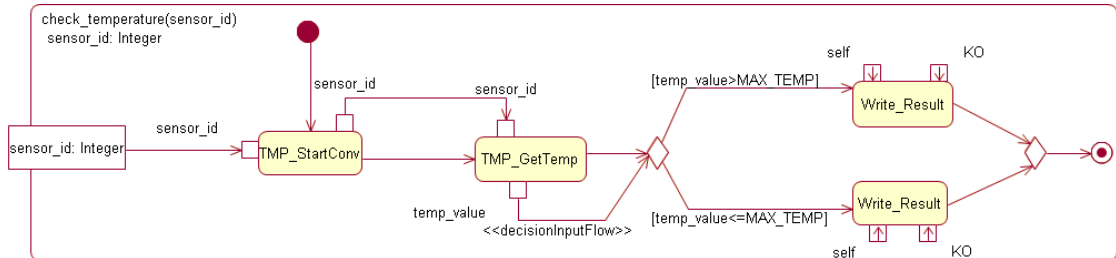 check_temperature(sensor_id)
sensor_id: Integer
sensor_id
sensor_id
sensor_id
self
KO
[temp_value>MAX_TEMP]
Write_Result
sensor_id: Integer
TMP_StartConv
TMP_GetTemp
temp_value
<<decisionInputFlow>>
[temp_value<=MAX_TEMP]
Write_Result
self
KO